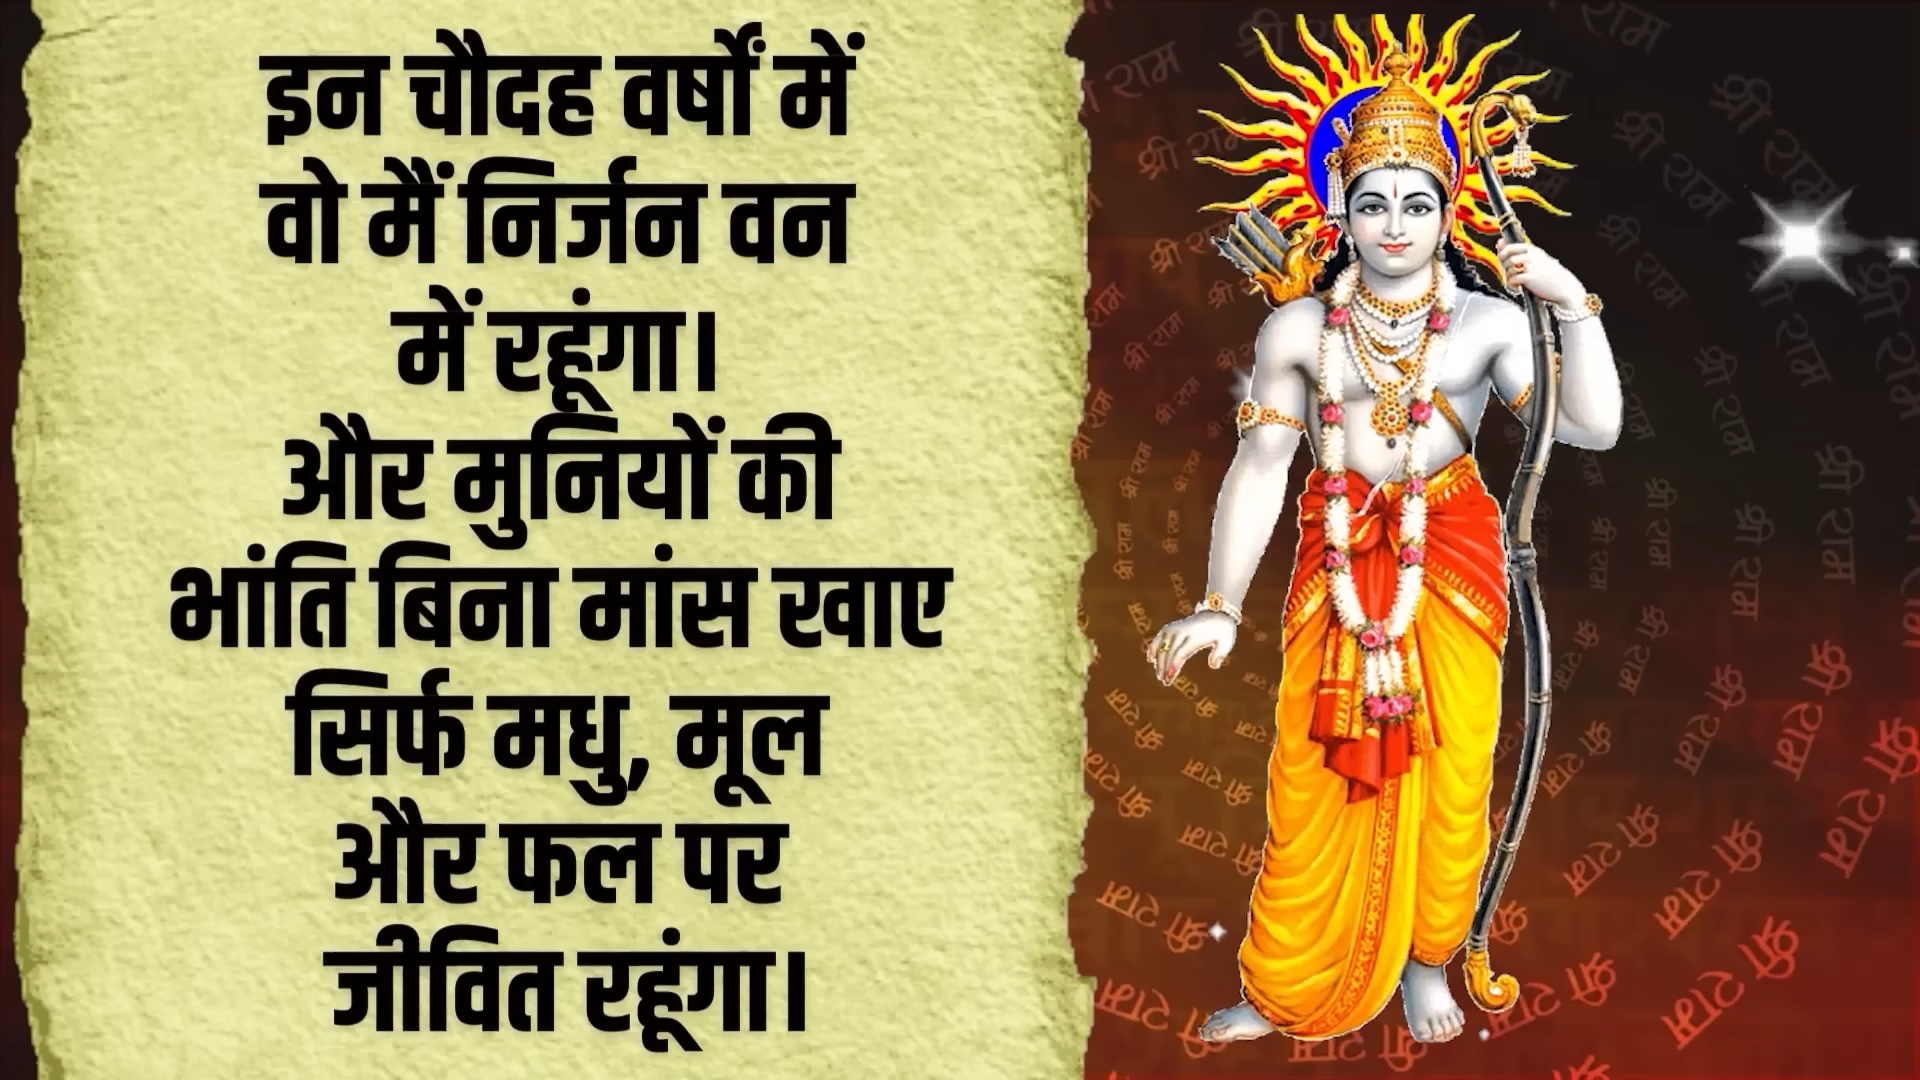 इन चौदह वर्षों में
वो मैं निर्जन वन
में रहूंगा।
और मुनियों की
भांति बिना मांस खाए
सिर्फ मधु, मूल
और फल पर
जीवित रहूंगा।
श्री राम